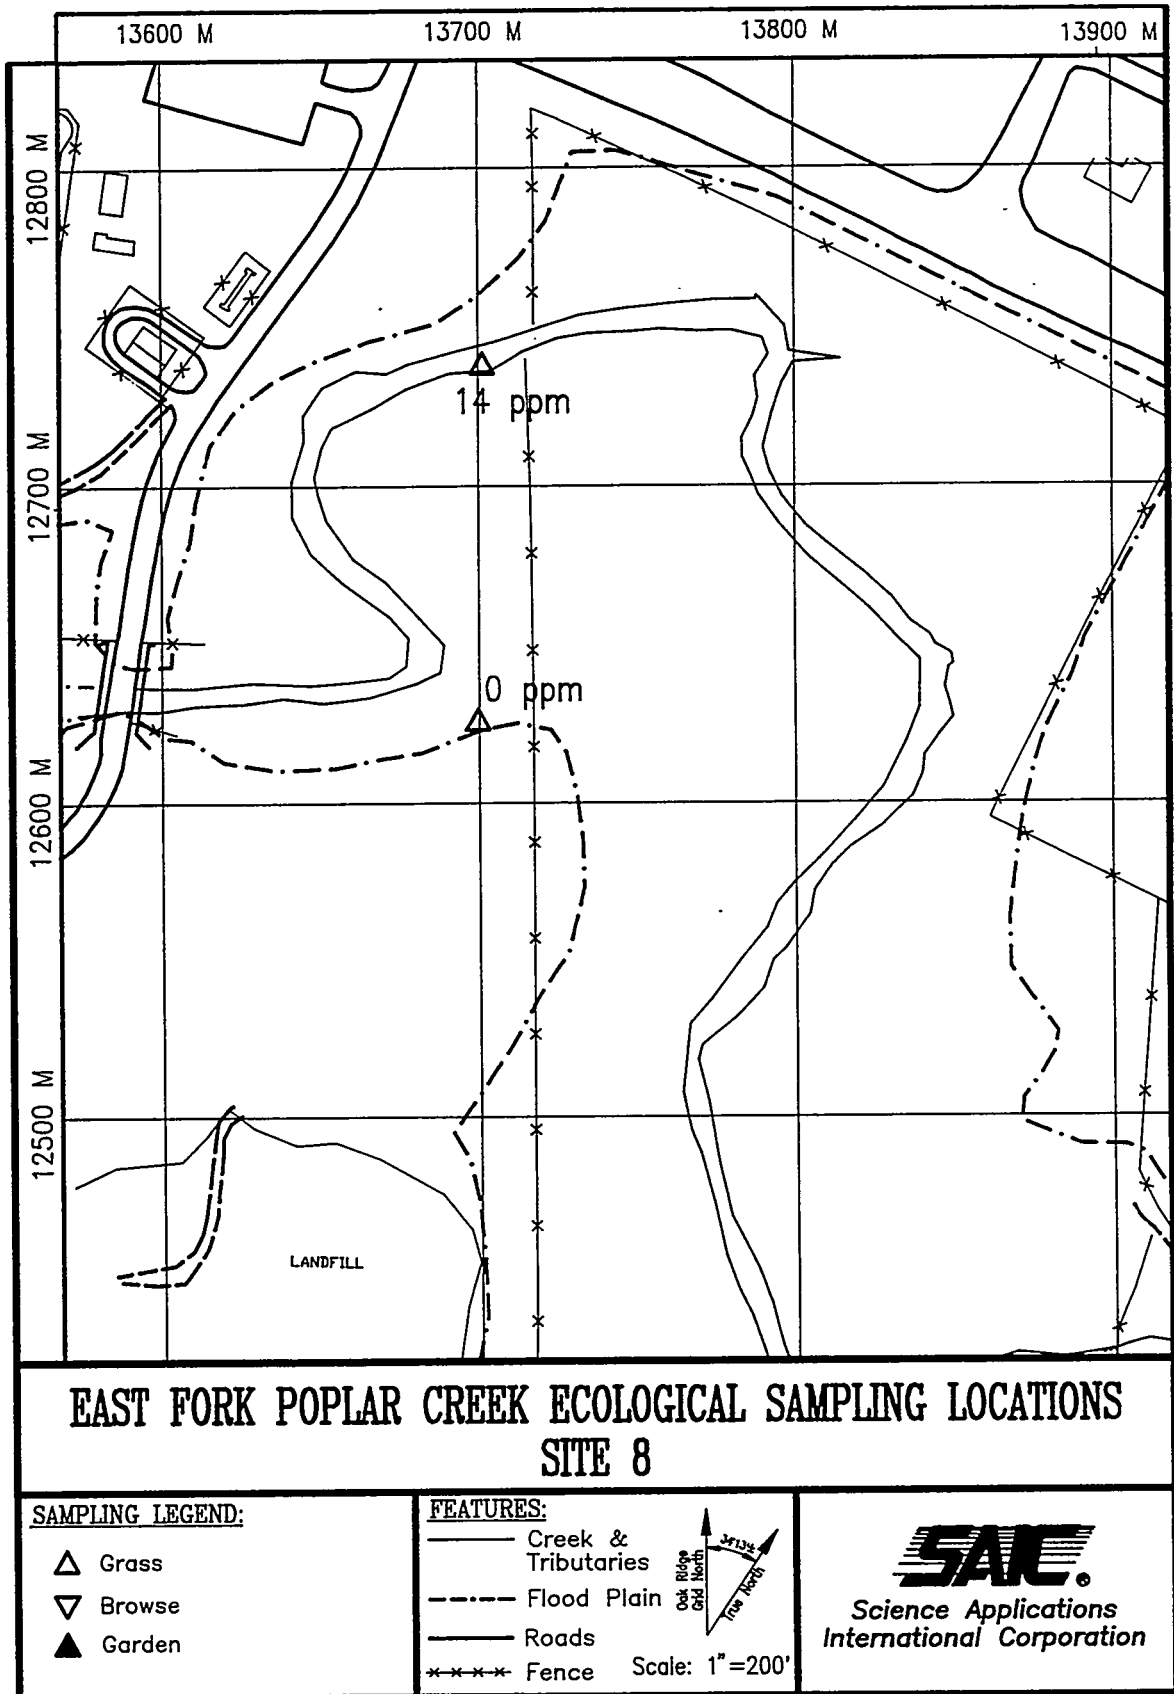 13600 M 13700 M 13800 M 13900 M
12800 M
12700 M
12600 M
12500 M
14 ppm
0 ppm
LANDFILL
EAST FORK POPLAR CREEK ECOLOGICAL SAMPLING LOCATIONS
SITE 8
SAMPLING LEGEND:
Grass
Browse
Garden
FEATURES:
Creek &
Tributaries
Flood Plain
Roads
Fence
Oak Ridge
Grid North
True North
Scale: 1"=200'
SAIC®
Science Applications
International Corporation